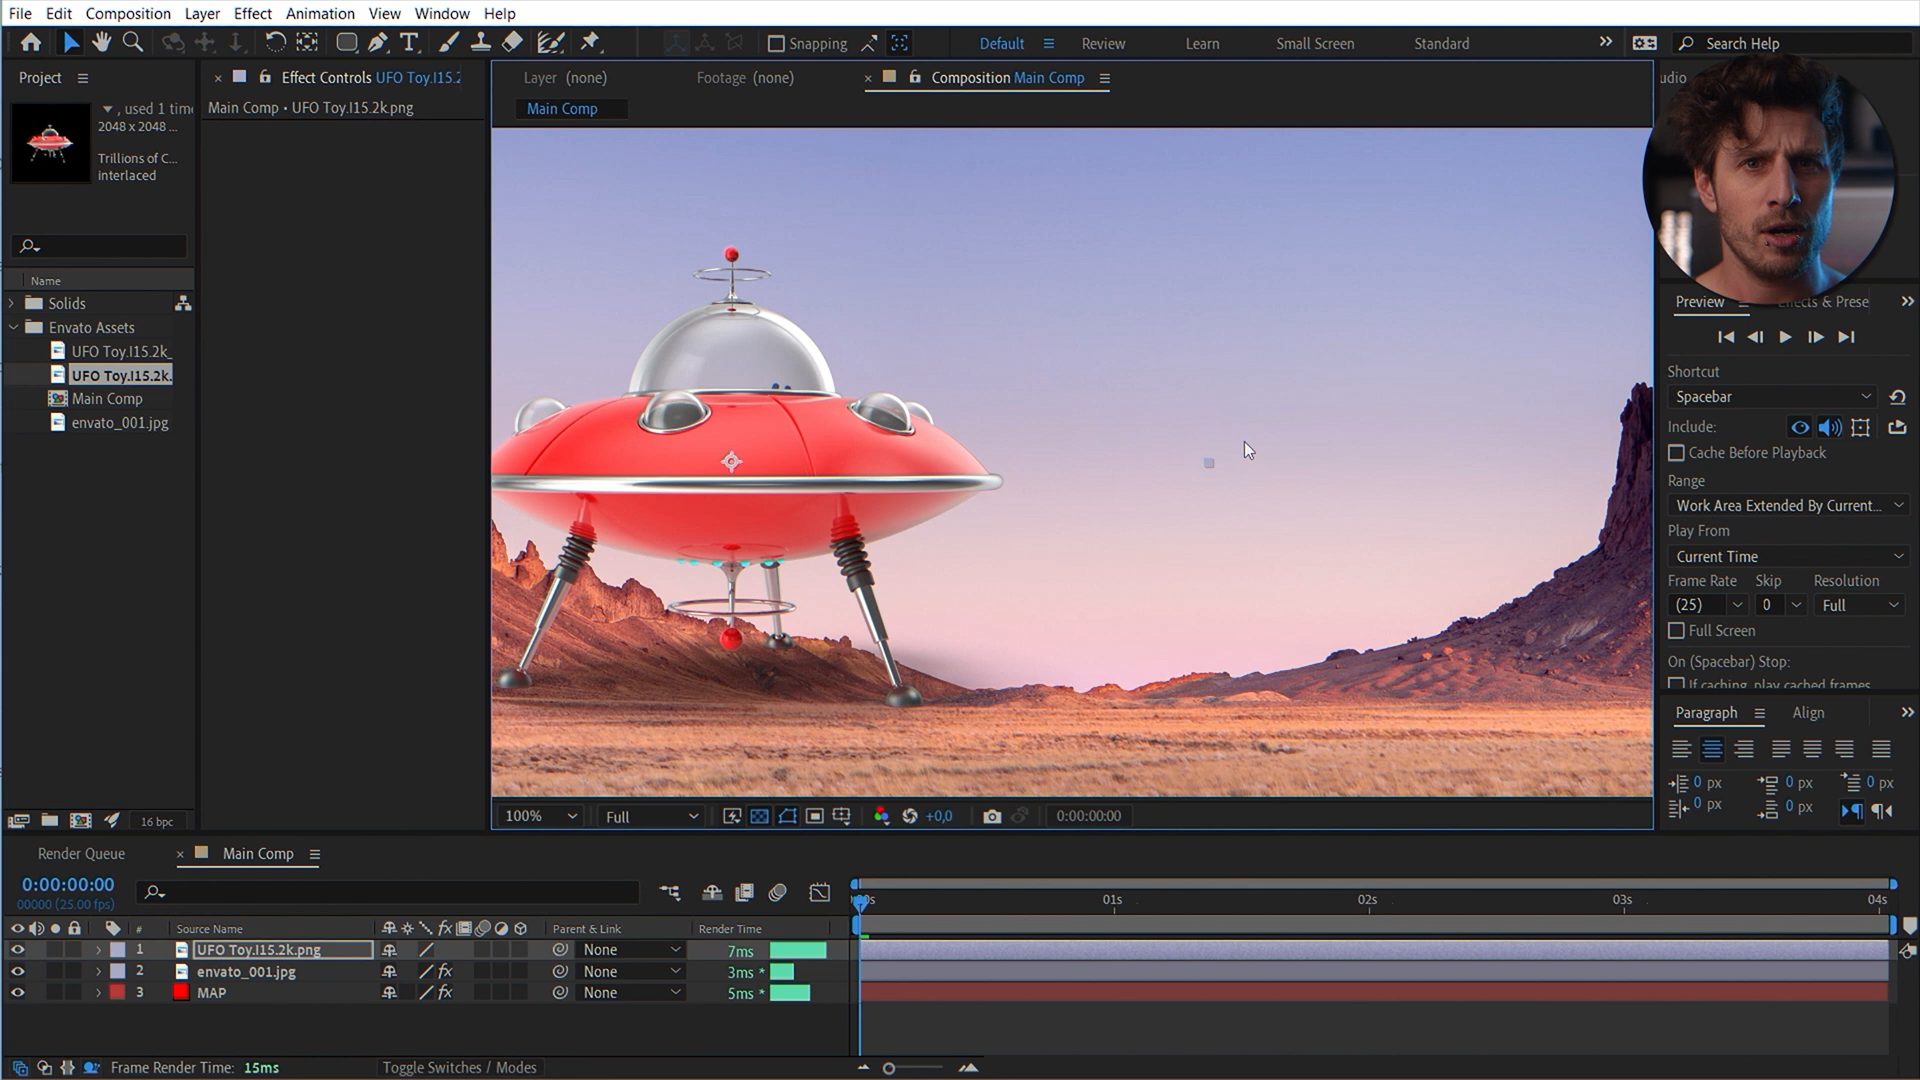 File Edit Composition Layer Effect Animation View Window Help
Snapping
Default Review Learn Small Screen Standard
Search Help
Project
Effect Controls UFO Toy.I15.2
Main Comp • UFO Toy.I15.2k.png
, used 1 time
2048 x 2048 ...
Trillions of C...
interlaced
Name
Solids
Envato Assets
UFO Toy.I15.2k_
UFO Toy.I15.2k.
Main Comp
envato_001.jpg
16 bpc
Layer (none)
Footage (none)
Composition Main Comp
Main Comp
100%
Full
+0,0
0:00:00:00
Preview
Effects & Prese
Shortcut
Spacebar
Include:
Cache Before Playback
Range
Work Area Extended By Current...
Play From
Current Time
Frame Rate Skip Resolution
(25) 0 Full
Full Screen
On (Spacebar) Stop:
If caching, play cached frames
Paragraph Align
0 px 0 px 0 px
0 px 0 px
Render Queue
Main Comp
0:00:00:00
00000 (25.00 fps)
# Source Name
Parent & Link
Render Time
1 UFO Toy.I15.2k.png None 7ms
2 envato_001.jpg fx None 3ms *
3 MAP fx None 5ms *
01s 02s 03s 04s
Frame Render Time: 15ms
Toggle Switches / Modes